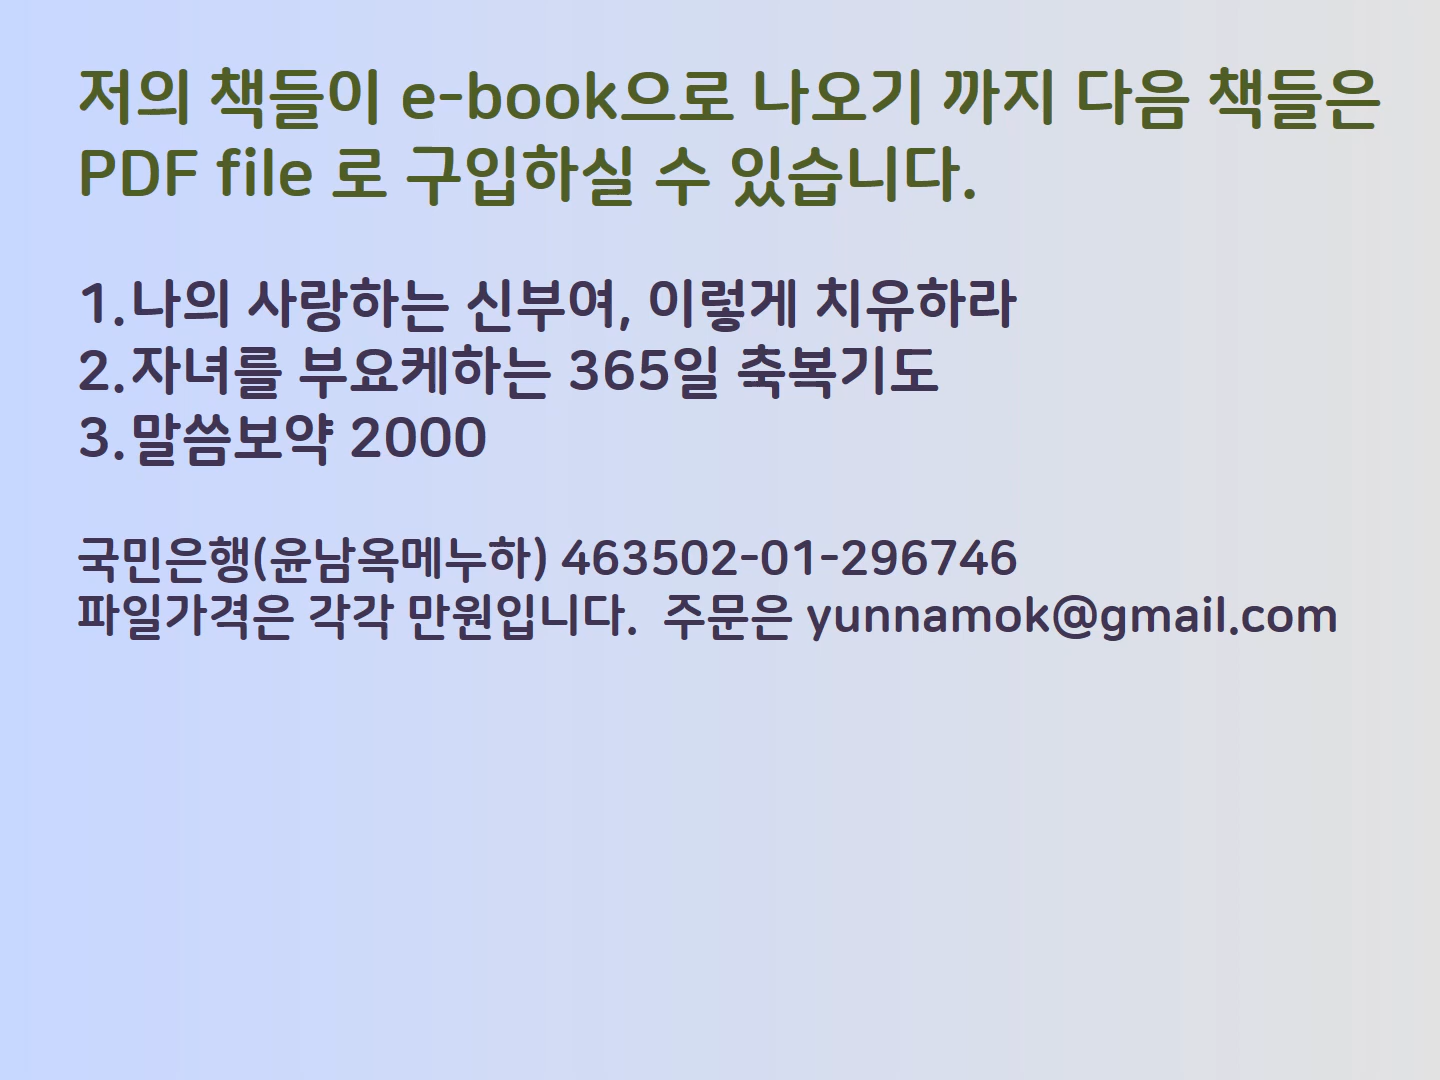 저의 책들이 e-book으로 나오기 까지 다음 책들은
PDF file 로 구입하실 수 있습니다.
1.나의 사랑하는 신부여, 이렇게 치유하라
2.자녀를 부요케하는 365일 축복기도
3.말씀보약 2000
국민은행(윤남옥메누하) 463502-01-296746
파일가격은 각각 만원입니다.  주문은 yunnamok@gmail.com